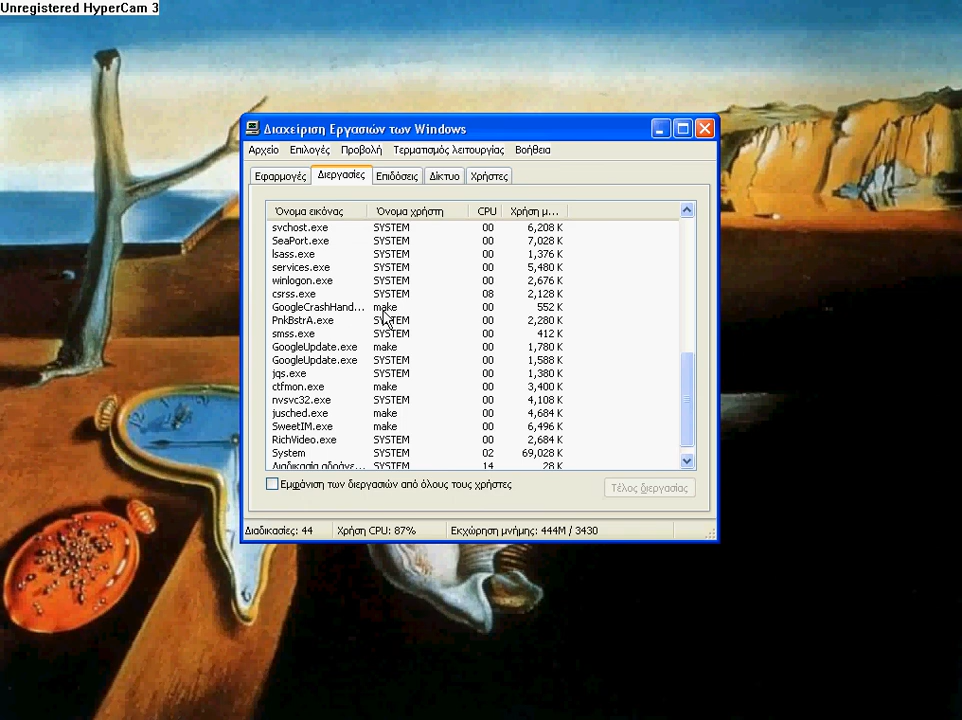 Unregistered HyperCam 3
Διαχείριση Εργασιών των Windows
Αρχείο Επιλογές Προβολή Τερματισμός λειτουργίας Βοήθεια
Εφαρμογές Διεργασίες Επιδόσεις Δίκτυο Χρήστες
Όνομα εικόνας Όνομα χρήστη CPU Χρήση μ...
svchost.exe SYSTEM 00 6,208 K
SeaPort.exe SYSTEM 00 7,028 K
lsass.exe SYSTEM 00 1,376 K
services.exe SYSTEM 00 5,480 K
winlogon.exe SYSTEM 00 2,676 K
csrss.exe SYSTEM 08 2,128 K
GoogleCrashHand... make 00 552 K
PnkBstrA.exe SYSTEM 00 2,280 K
smss.exe SYSTEM 00 412 K
GoogleUpdate.exe make 00 1,780 K
GoogleUpdate.exe SYSTEM 00 1,588 K
jqs.exe SYSTEM 00 1,380 K
ctfmon.exe make 00 3,400 K
nvsvc32.exe SYSTEM 00 4,108 K
jusched.exe make 00 4,684 K
SweetIM.exe make 00 6,496 K
RichVideo.exe SYSTEM 00 2,684 K
System SYSTEM 02 69,028 K
Διαδικασία αδράνε... SYSTEM 14 28 K
Εμφάνιση των διεργασιών από όλους τους χρήστες Τέλος διεργασίας
Διαδικασίες: 44 Χρήση CPU: 87% Εκχώρηση μνήμης: 444M / 3430